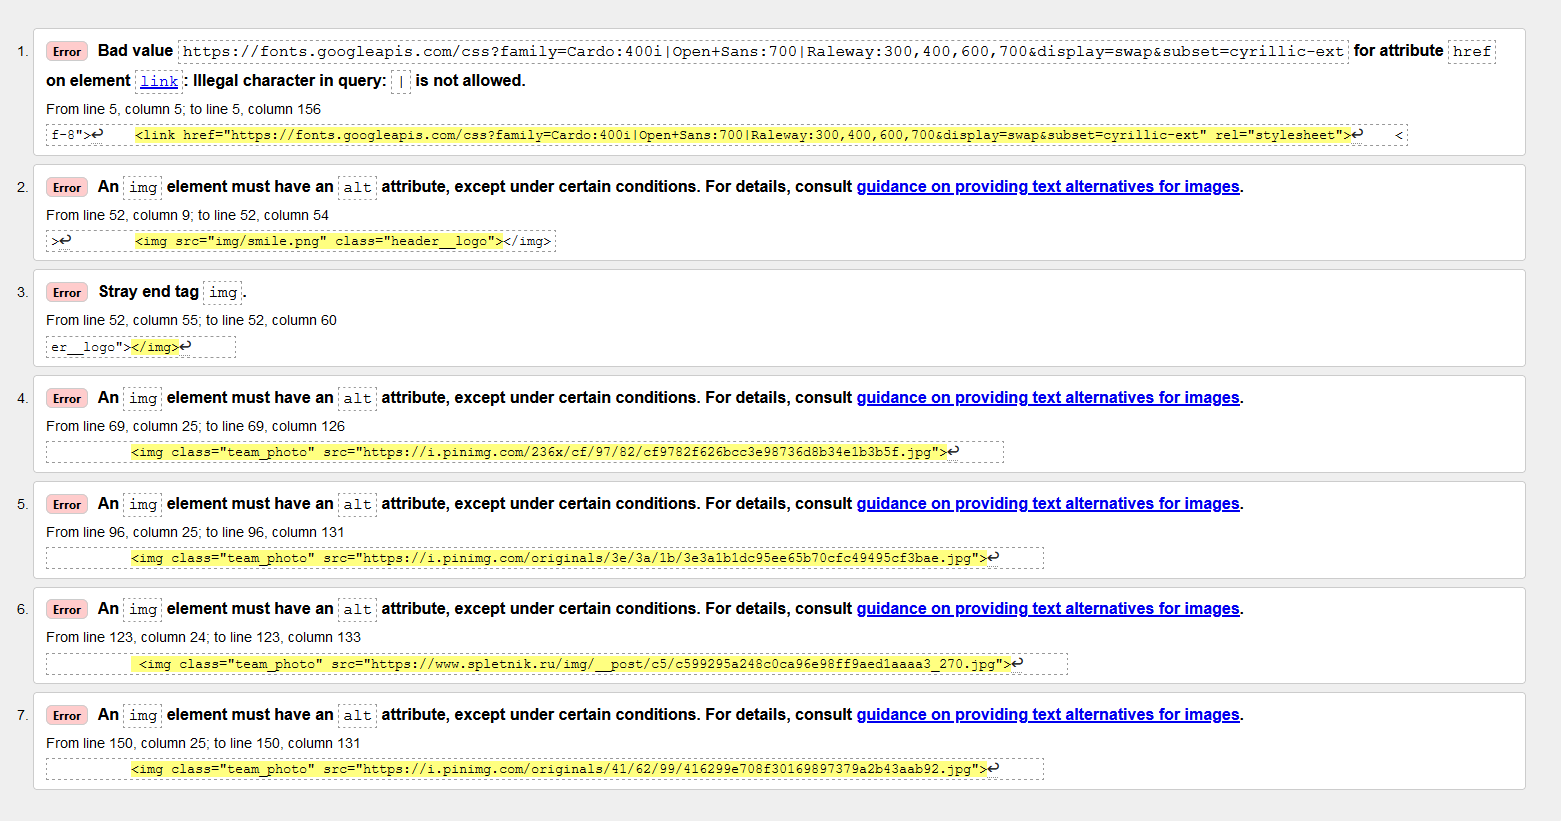 1. Error Bad value https://fonts.googleapis.com/css?family=Cardo:400i|Open+Sans:700|Raleway:300,400,600,700&display=swap&subset=cyrillic-ext for attribute href
on element link: Illegal character in query: | is not allowed.
From line 5, column 5; to line 5, column 156
f-8">↩    <link href="https://fonts.googleapis.com/css?family=Cardo:400i|Open+Sans:700|Raleway:300,400,600,700&display=swap&subset=cyrillic-ext" rel="stylesheet">↩    <
2. Error An img element must have an alt attribute, except under certain conditions. For details, consult guidance on providing text alternatives for images.
From line 52, column 9; to line 52, column 54
>↩        <img src="img/smile.png" class="header__logo"></img>
3. Error Stray end tag img.
From line 52, column 55; to line 52, column 60
er__logo"></img>↩
4. Error An img element must have an alt attribute, except under certain conditions. For details, consult guidance on providing text alternatives for images.
From line 69, column 25; to line 69, column 126
<img class="team_photo" src="https://i.pinimg.com/236x/cf/97/82/cf9782f626bcc3e98736d8b34e1b3b5f.jpg">↩
5. Error An img element must have an alt attribute, except under certain conditions. For details, consult guidance on providing text alternatives for images.
From line 96, column 25; to line 96, column 131
<img class="team_photo" src="https://i.pinimg.com/originals/3e/3a/1b/3e3a1b1dc95ee65b70cfc49495cf3bae.jpg">↩
6. Error An img element must have an alt attribute, except under certain conditions. For details, consult guidance on providing text alternatives for images.
From line 123, column 24; to line 123, column 133
<img class="team_photo" src="https://www.spletnik.ru/img/__post/c5/c599295a248c0ca96e98ff9aed1aaaa3_270.jpg">↩
7. Error An img element must have an alt attribute, except under certain conditions. For details, consult guidance on providing text alternatives for images.
From line 150, column 25; to line 150, column 131
<img class="team_photo" src="https://i.pinimg.com/originals/41/62/99/416299e708f30169897379a2b43aab92.jpg">↩